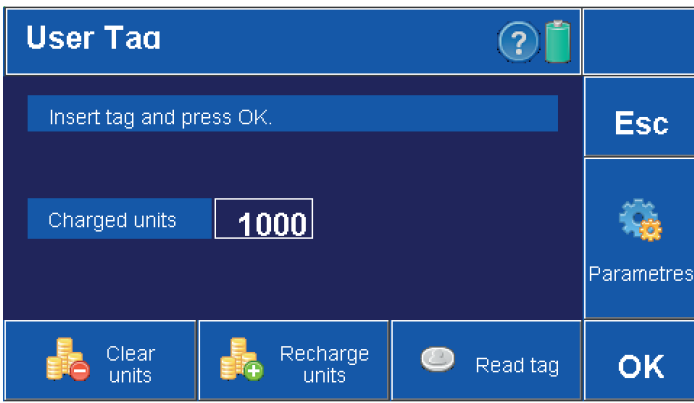 User Tag
?
Insert tag and press OK.
Esc
Charged units
1000
Parametres
Clear
units
Recharge
units
Read tag
OK